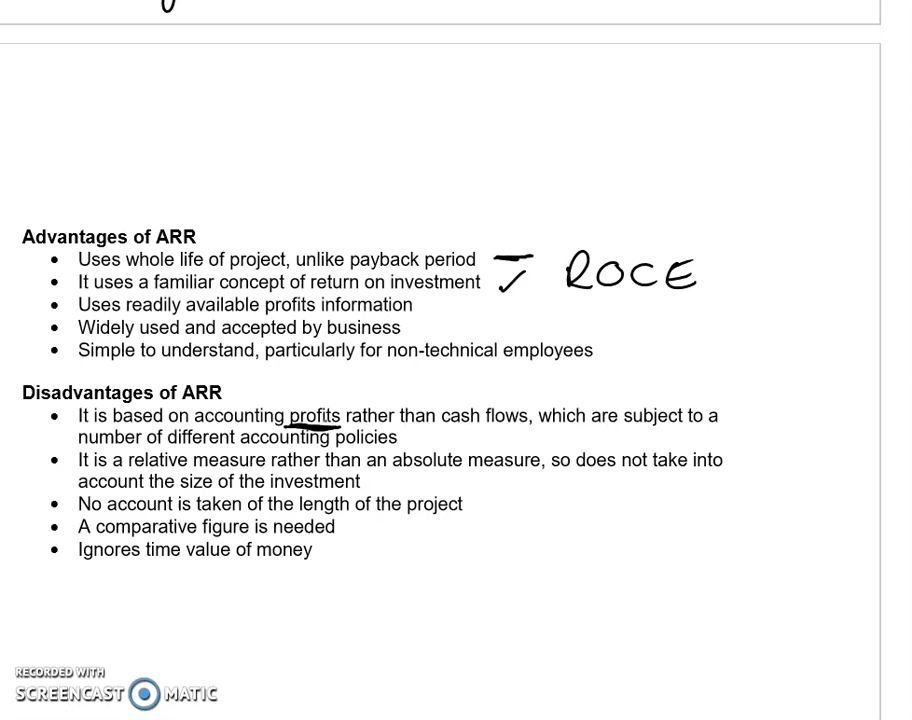 Advantages of ARR
• Uses whole life of project, unlike payback period
• It uses a familiar concept of return on investment ROCE
• Uses readily available profits information
• Widely used and accepted by business
• Simple to understand, particularly for non-technical employees
Disadvantages of ARR
• It is based on accounting profits rather than cash flows, which are subject to a
number of different accounting policies
• It is a relative measure rather than an absolute measure, so does not take into
account the size of the investment
• No account is taken of the length of the project
• A comparative figure is needed
• Ignores time value of money
RECORDED WITH
SCREENCAST MATIC